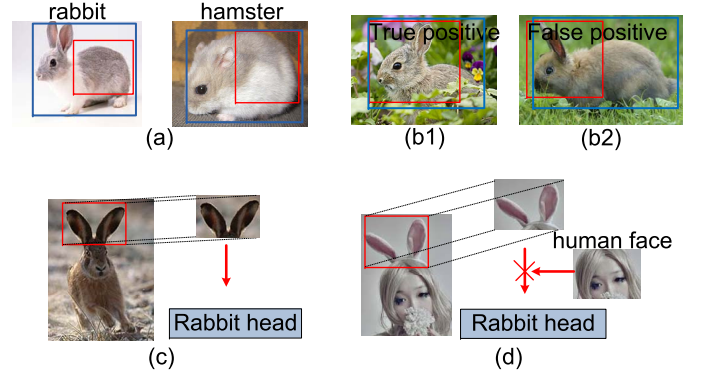 rabbit
hamster
(a)
True positive
(b1)
False positive
(b2)
Rabbit head
(c)
human face
Rabbit head
(d)